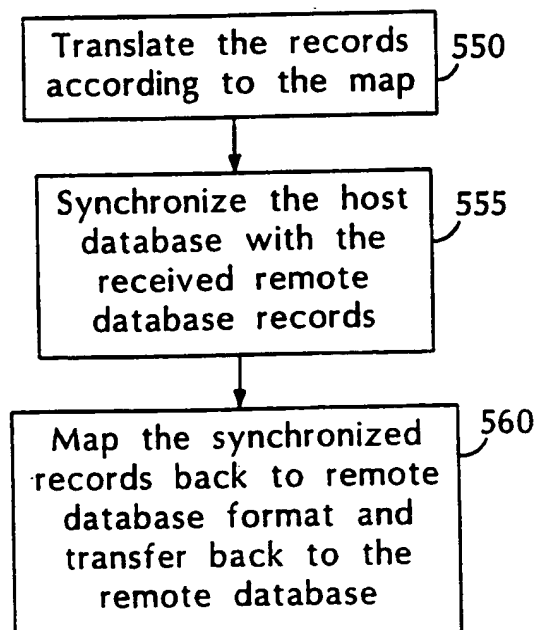 Translate the records
according to the map
550
Synchronize the host
database with the
received remote
database records
555
Map the synchronized
records back to remote
database format and
transfer back to the
remote database
560